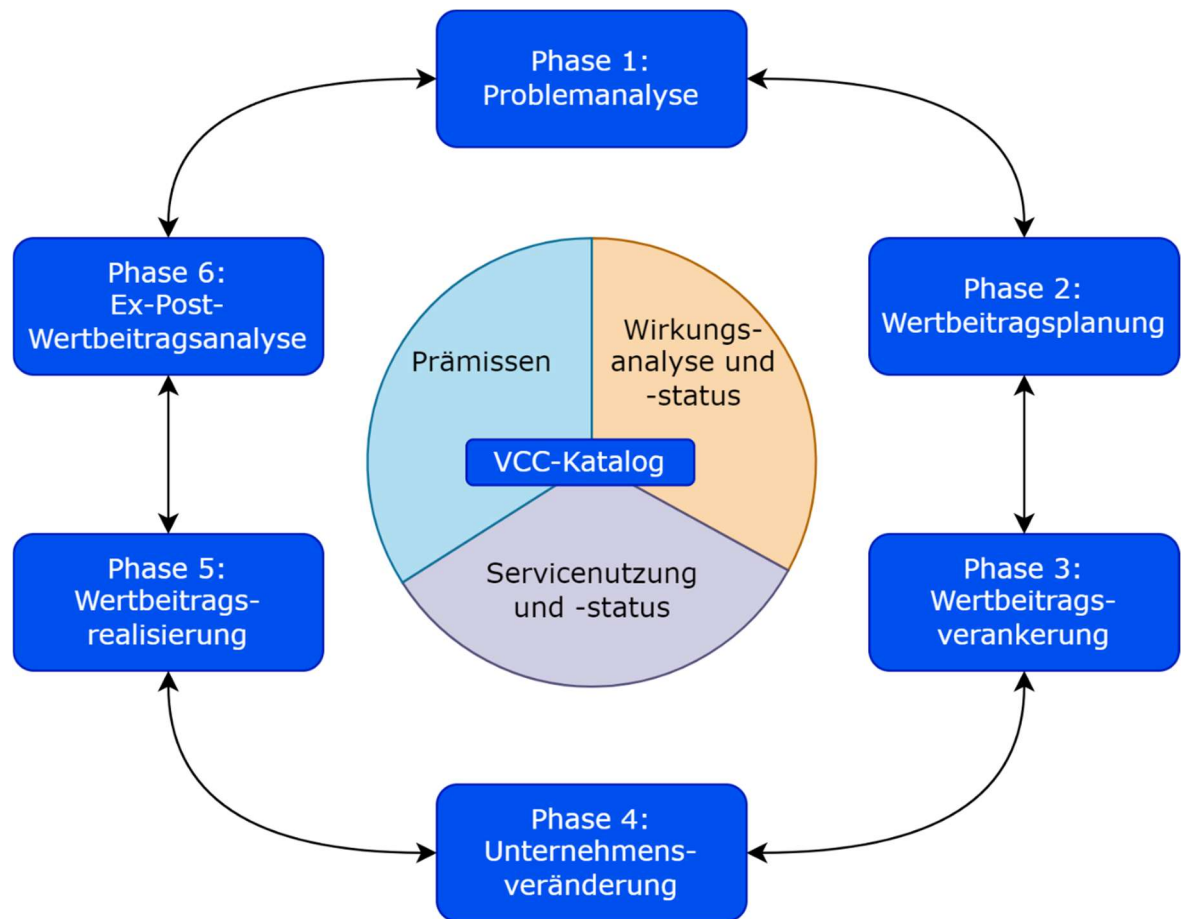 Phase 1:
Problemanalyse
Phase 6:
Ex-Post-
Wertbeitragsanalyse
Phase 2:
Wertbeitragsplanung
Prämissen
Wirkungs-
analyse und
-status
VCC-Katalog
Servicenutzung
und -status
Phase 5:
Wertbeitrags-
realisierung
Phase 3:
Wertbeitrags-
verankerung
Phase 4:
Unternehmens-
veränderung